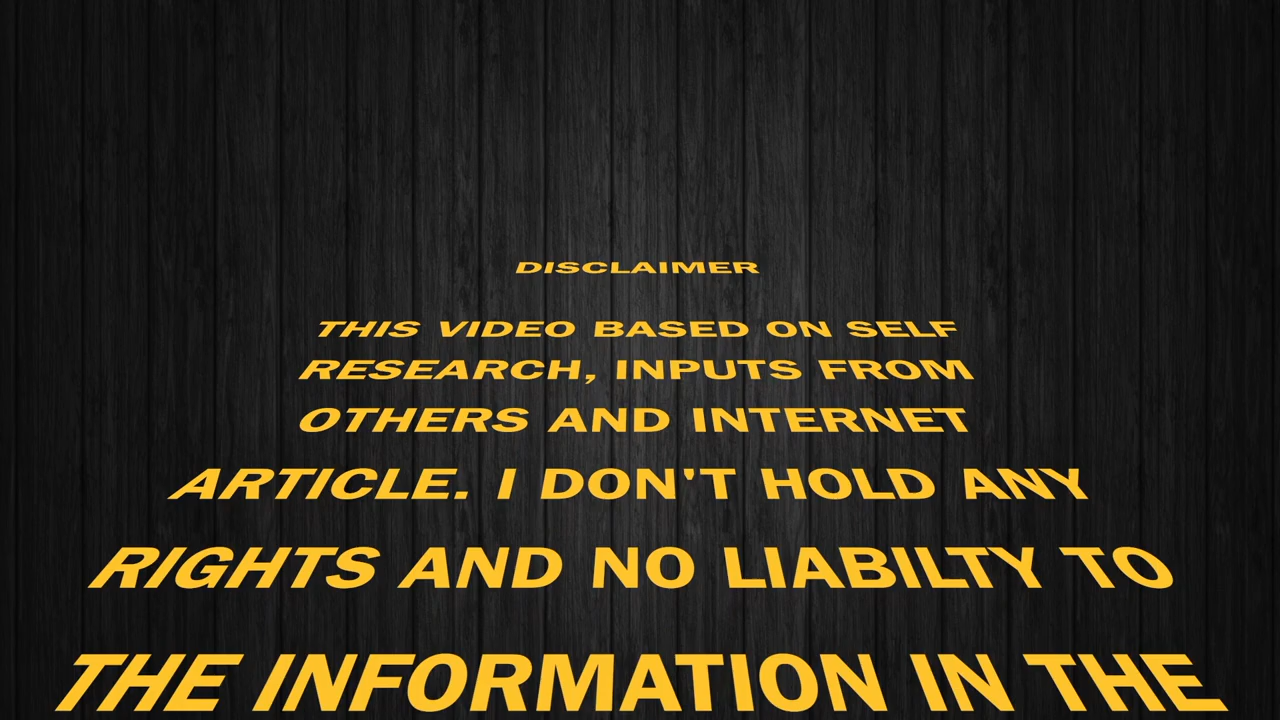 DISCLAIMER
THIS VIDEO BASED ON SELF
RESEARCH, INPUTS FROM
OTHERS AND INTERNET
ARTICLE. I DON'T HOLD ANY
RIGHTS AND NO LIABILTY TO
THE INFORMATION IN THE